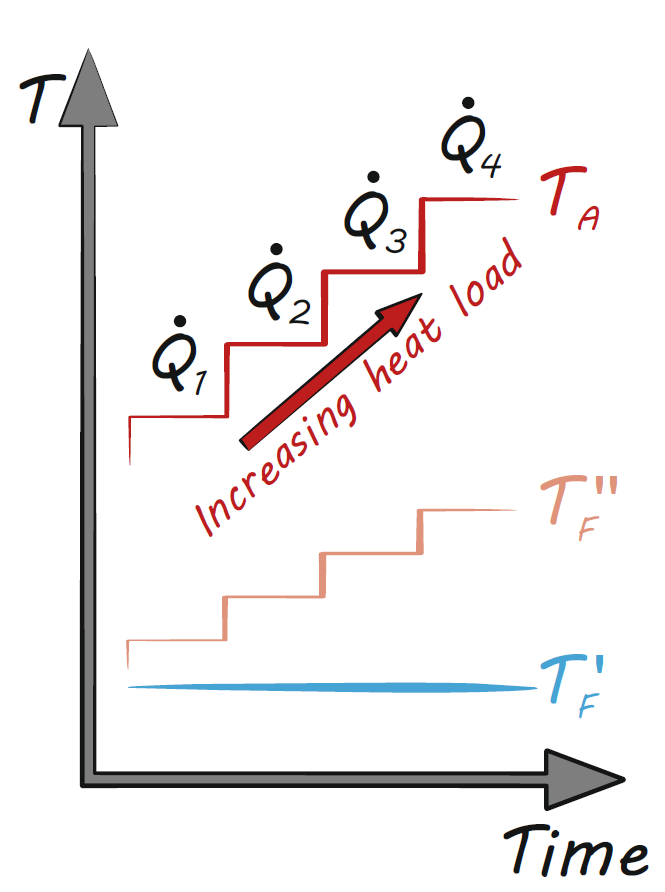 T
Q̇₄
T_A
Q̇₃
Q̇₂
Q̇₁
Increasing heat load
T_F''
T_F'
Time